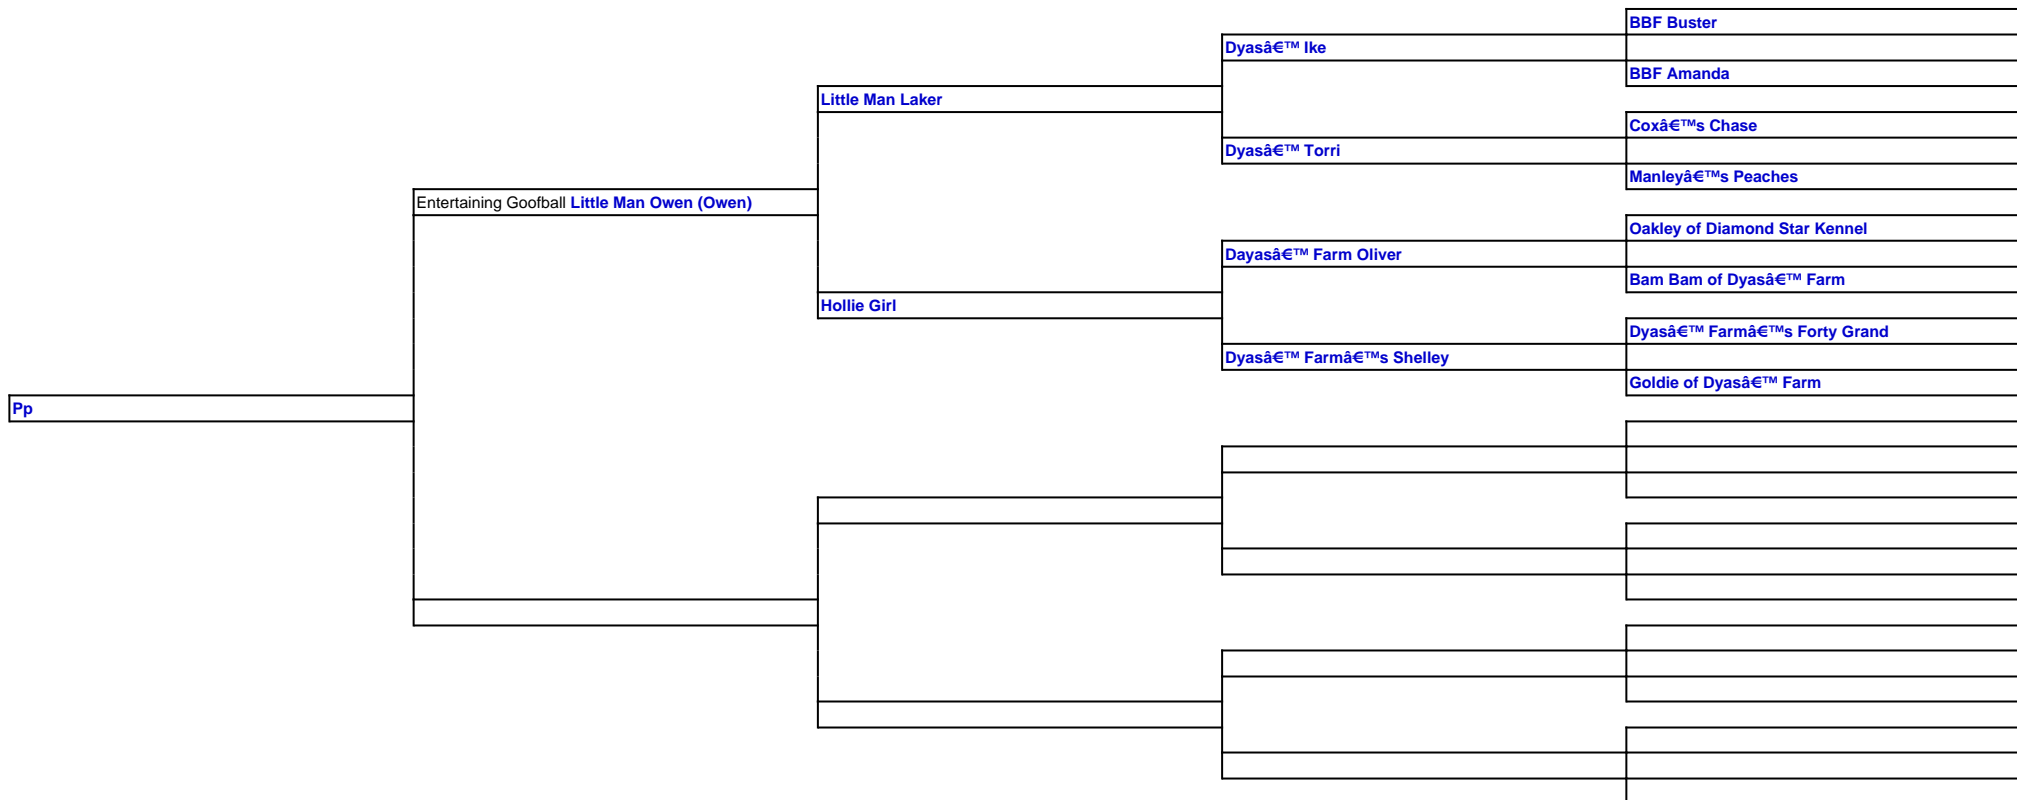 BBF Buster
Dyasâ€™ Ike
BBF Amanda
Little Man Laker
Coxâ€™s Chase
Dyasâ€™ Torri
Manleyâ€™s Peaches
Entertaining Goofball Little Man Owen (Owen)
Oakley of Diamond Star Kennel
Dayasâ€™ Farm Oliver
Bam Bam of Dyasâ€™ Farm
Hollie Girl
Dyasâ€™ Farmâ€™s Forty Grand
Dyasâ€™ Farmâ€™s Shelley
Goldie of Dyasâ€™ Farm
Pp